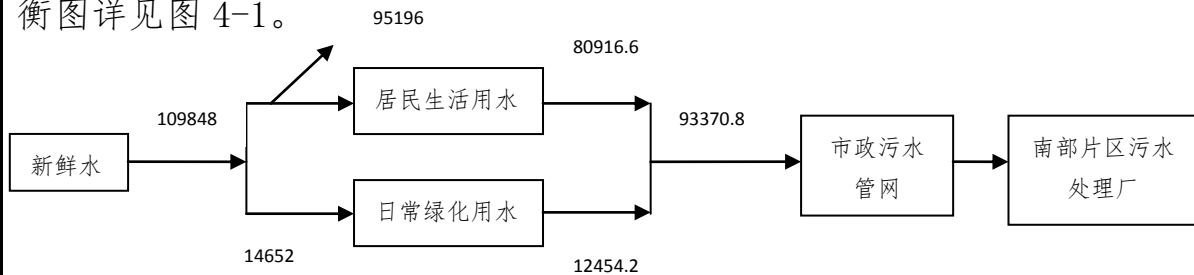 衡图详见图 4-1。
95196
80916.6
居民生活用水
109848
93370.8
新鲜水
市政污水
管网
南部片区污水
处理厂
日常绿化用水
14652
12454.2